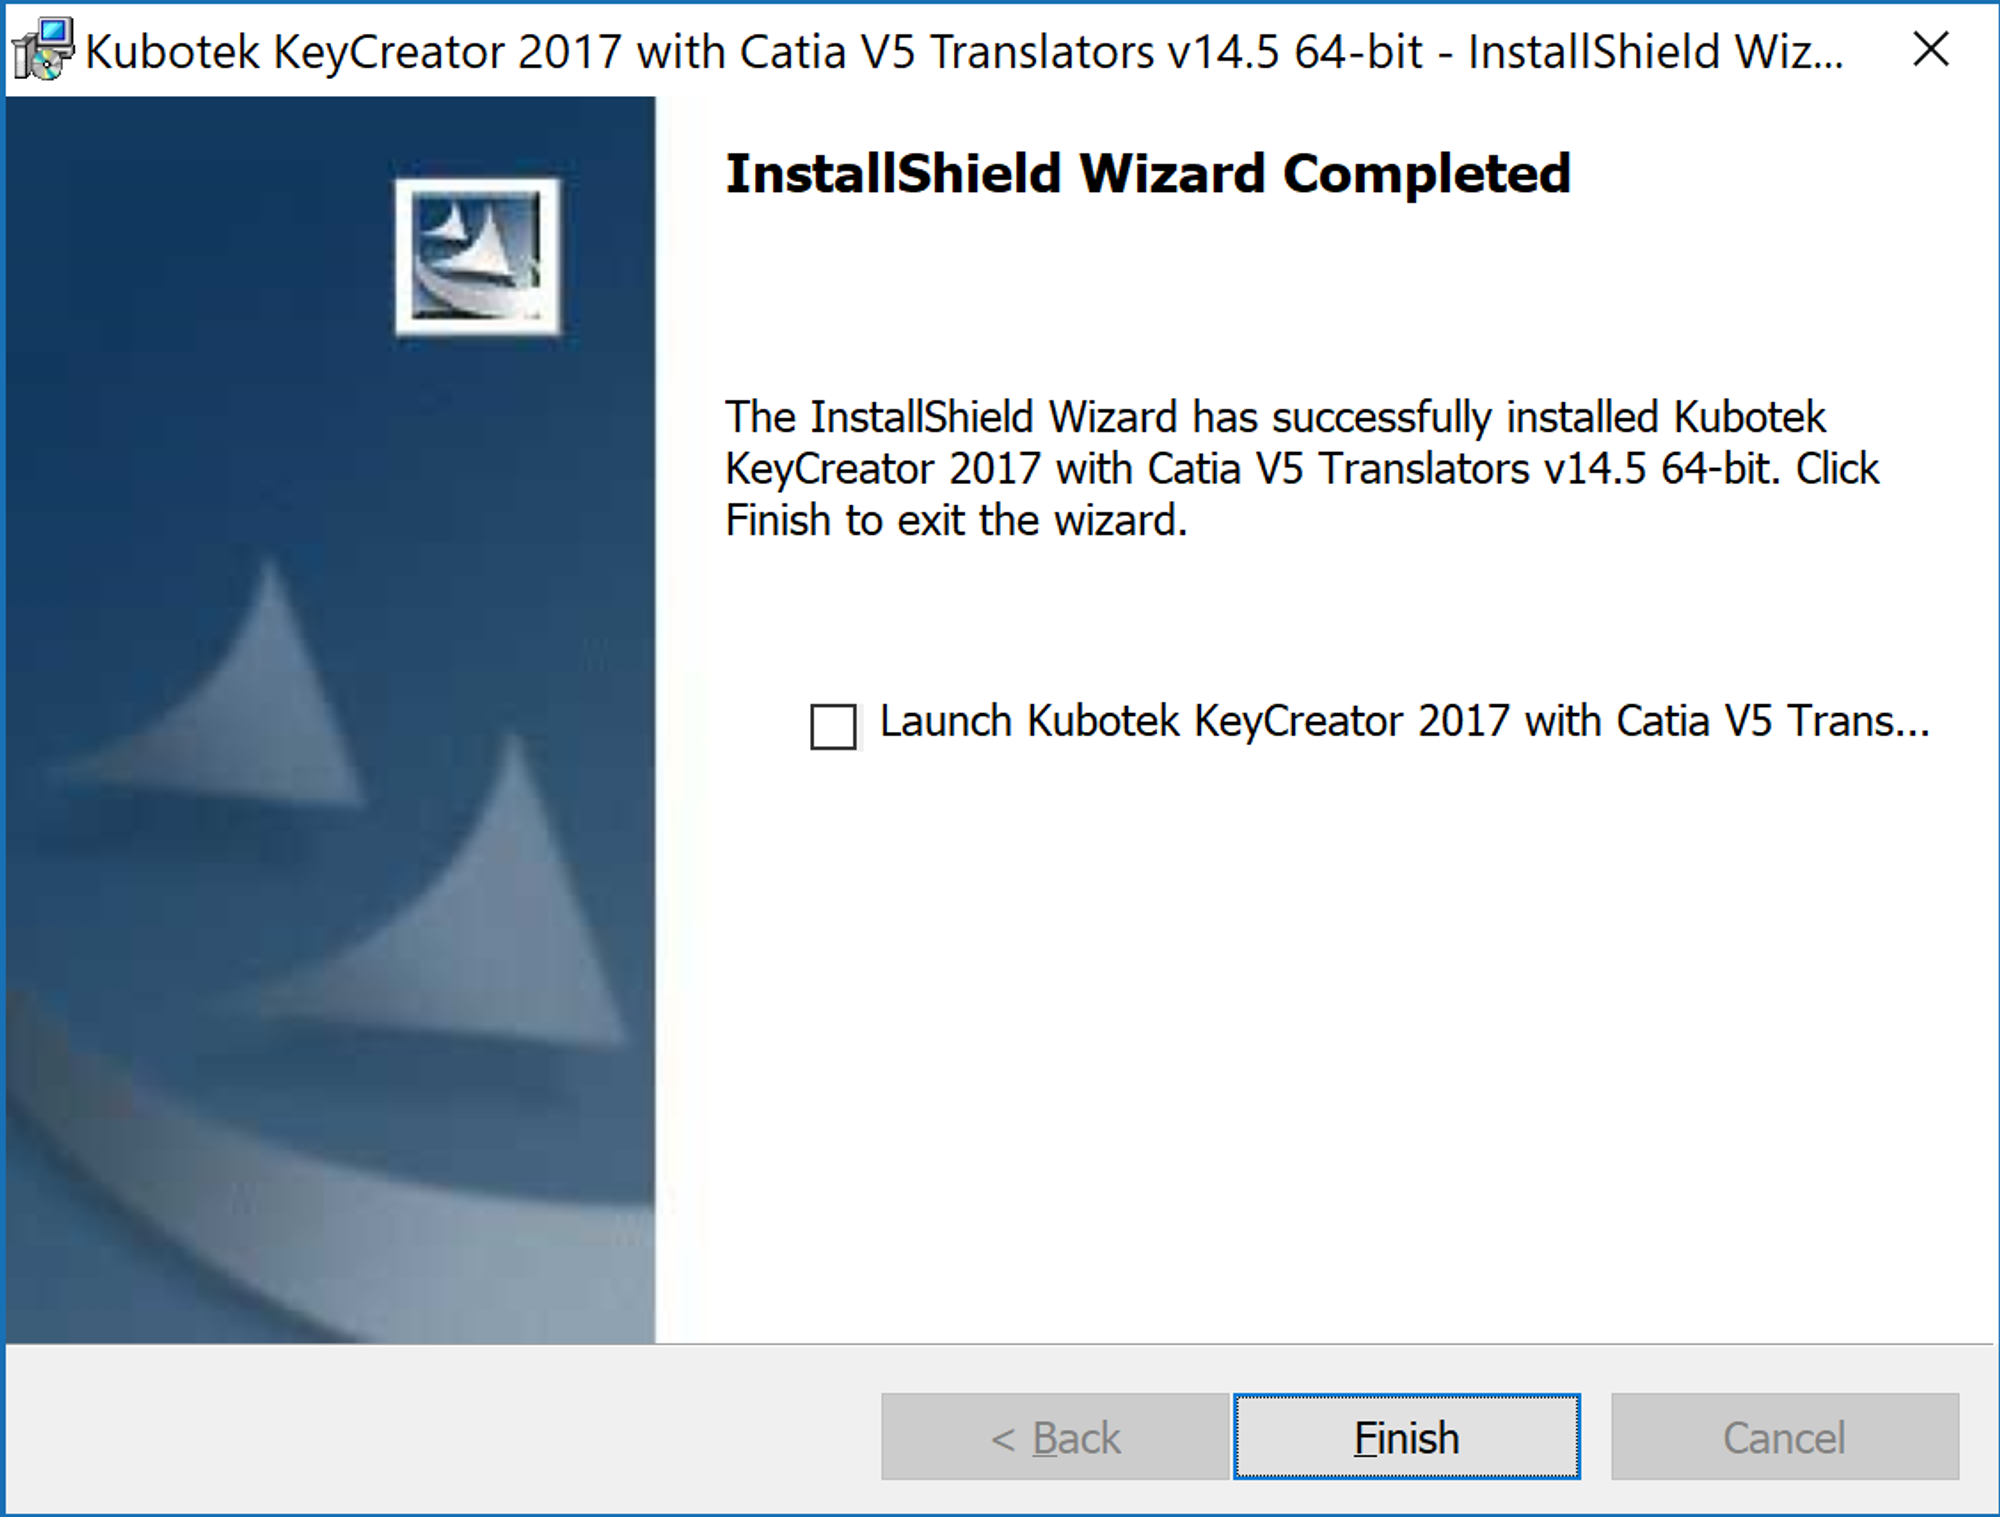 Kubotek KeyCreator 2017 with Catia V5 Translators v14.5 64-bit - InstallShield Wiz...
InstallShield Wizard Completed
The InstallShield Wizard has successfully installed Kubotek
KeyCreator 2017 with Catia V5 Translators v14.5 64-bit. Click
Finish to exit the wizard.
Launch Kubotek KeyCreator 2017 with Catia V5 Trans...
< Back
Finish
Cancel